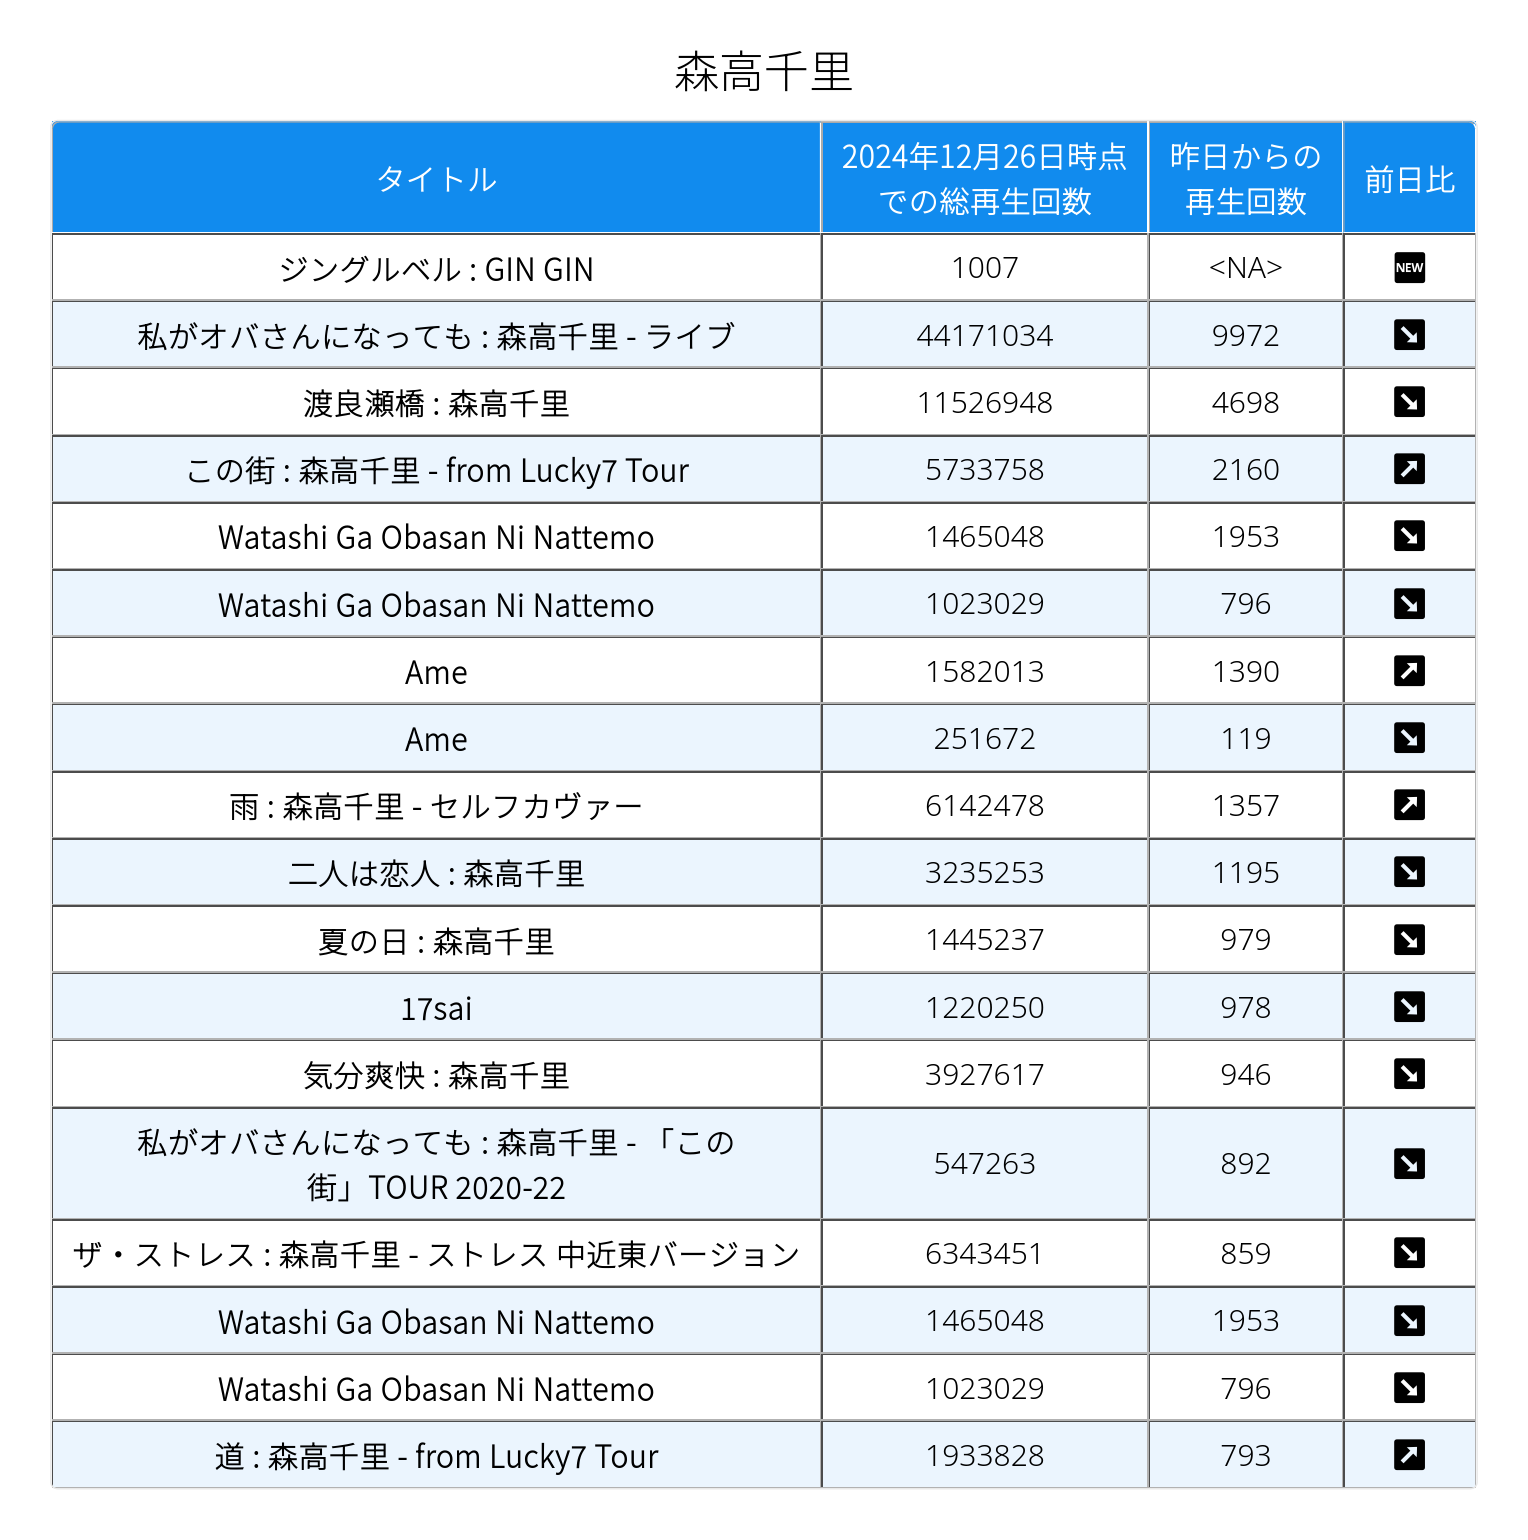 森高千里
タイトル 2024年12月26日時点での総再生回数 昨日からの再生回数 前日比
ジングルベル : GIN GIN 1007 <NA> NEW
私がオバさんになっても : 森高千里 - ライブ 44171034 9972 ↘
渡良瀬橋 : 森高千里 11526948 4698 ↘
この街 : 森高千里 - from Lucky7 Tour 5733758 2160 ↗
Watashi Ga Obasan Ni Nattemo 1465048 1953 ↘
Watashi Ga Obasan Ni Nattemo 1023029 796 ↘
Ame 1582013 1390 ↗
Ame 251672 119 ↘
雨 : 森高千里 - セルフカヴァー 6142478 1357 ↗
二人は恋人 : 森高千里 3235253 1195 ↘
夏の日 : 森高千里 1445237 979 ↘
17sai 1220250 978 ↘
気分爽快 : 森高千里 3927617 946 ↘
私がオバさんになっても : 森高千里 - 「この街」TOUR 2020-22 547263 892 ↘
ザ・ストレス : 森高千里 - ストレス 中近東バージョン 6343451 859 ↘
Watashi Ga Obasan Ni Nattemo 1465048 1953 ↘
Watashi Ga Obasan Ni Nattemo 1023029 796 ↘
道 : 森高千里 - from Lucky7 Tour 1933828 793 ↗